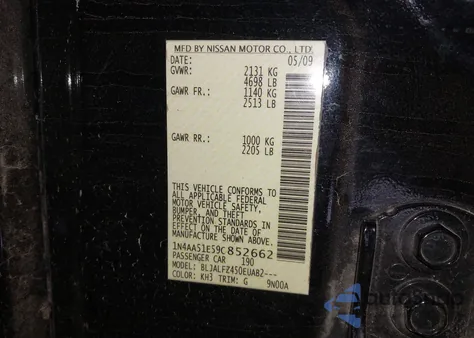 MFD BY NISSAN MOTOR CO., LTD.
DATE: 05/09
GVWR: 2131 KG
4698 LB
GAWR FR.: 1140 KG
2513 LB
GAWR RR.: 1000 KG
2205 LB
THIS VEHICLE CONFORMS TO
ALL APPLICABLE FEDERAL
MOTOR VEHICLE SAFETY,
BUMPER, AND THEFT
PREVENTION STANDARDS IN
EFFECT ON THE DATE OF
MANUFACTURE SHOWN ABOVE.
1N4AA51E59C852662
PASSENGER CAR 190
MODEL: BLJALFZ450EUA82---
COLOR: KH3 TRIM: G 9N00A